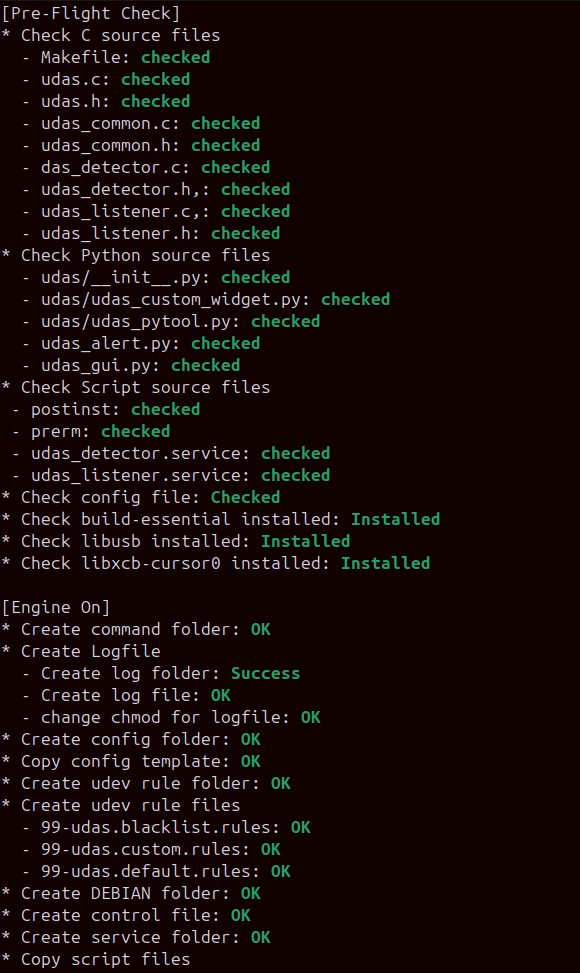 [Pre-Flight Check]
* Check C source files
  - Makefile: checked
  - udas.c: checked
  - udas.h: checked
  - udas_common.c: checked
  - udas_common.h: checked
  - das_detector.c: checked
  - udas_detector.h,: checked
  - udas_listener.c,: checked
  - udas_listener.h: checked
* Check Python source files
  - udas/__init__.py: checked
  - udas/udas_custom_widget.py: checked
  - udas/udas_pytool.py: checked
  - udas_alert.py: checked
  - udas_gui.py: checked
* Check Script source files
 - postinst: checked
 - prerm: checked
 - udas_detector.service: checked
 - udas_listener.service: checked
* Check config file: Checked
* Check build-essential installed: Installed
* Check libusb installed: Installed
* Check libxcb-cursor0 installed: Installed

[Engine On]
* Create command folder: OK
* Create Logfile
  - Create log folder: Success
  - Create log file: OK
  - change chmod for logfile: OK
* Create config folder: OK
* Copy config template: OK
* Create udev rule folder: OK
* Create udev rule files
  - 99-udas.blacklist.rules: OK
  - 99-udas.custom.rules: OK
  - 99-udas.default.rules: OK
* Create DEBIAN folder: OK
* Create control file: OK
* Create service folder: OK
* Copy script files